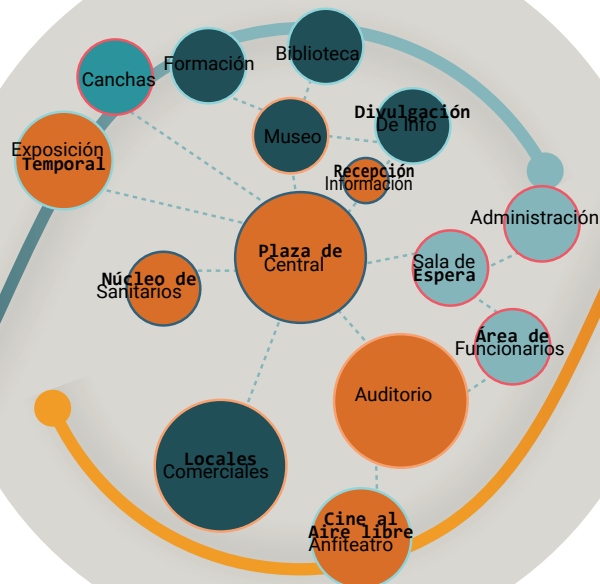 Biblioteca
Formación
Canchas
Divulgación
De Info
Museo
Exposición
Temporal
Recepción
Información
Administración
Plaza de
Central
Sala de
Espera
Núcleo de
Sanitarios
Área de
Funcionarios
Auditorio
Locales
Comerciales
Cine al
Aire libre
Anfiteatro